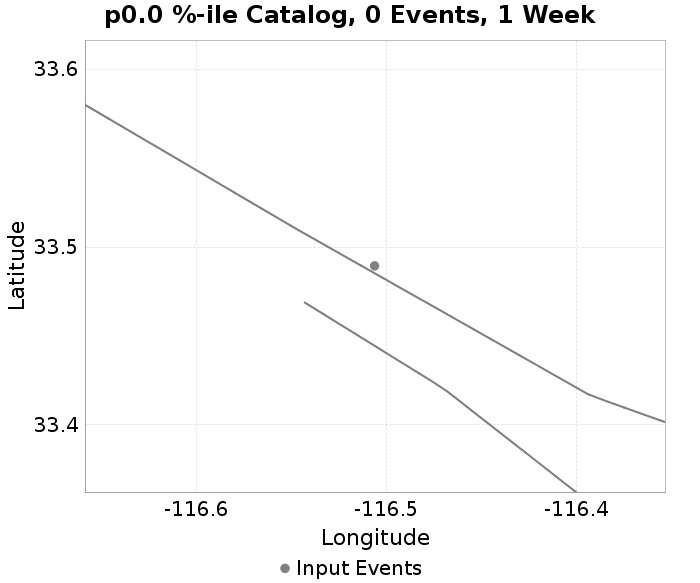 p0.0 %-ile Catalog, 0 Events, 1 Week
33.6
33.5
33.4
Latitude
-116.6
-116.5
-116.4
Longitude
Input Events